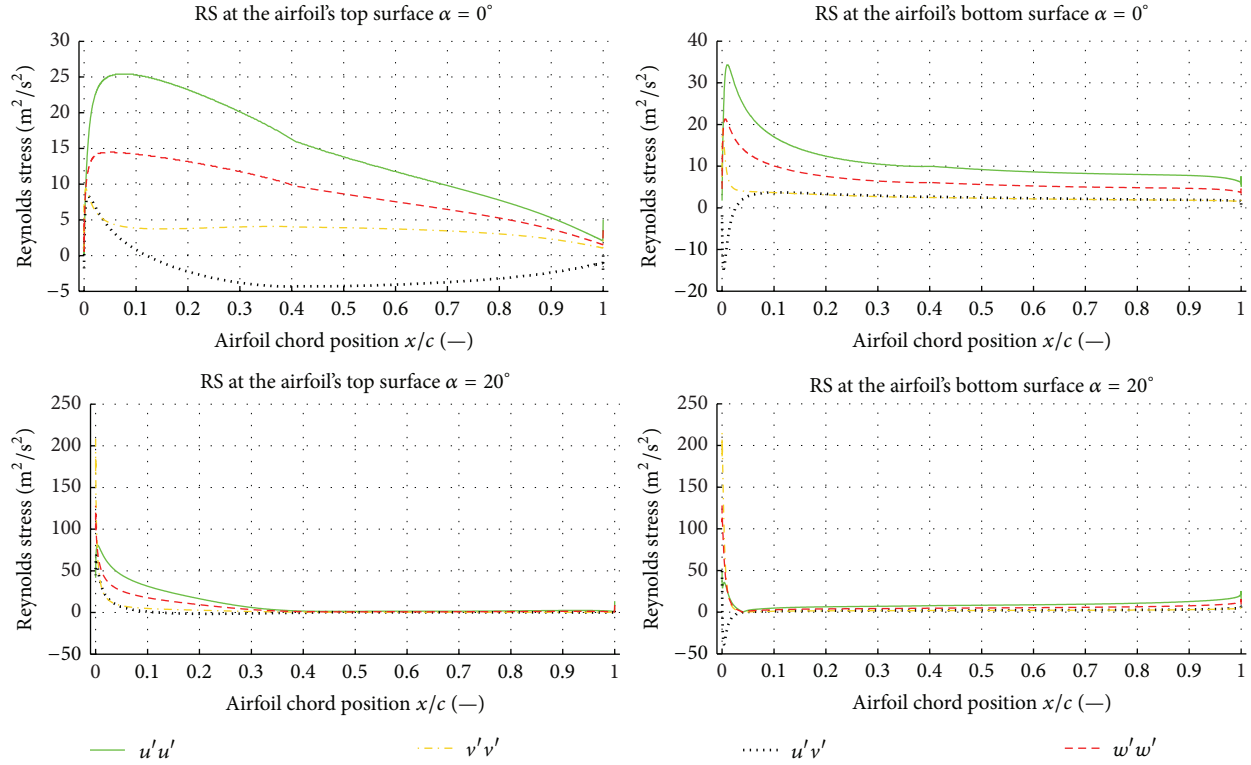 RS at the airfoil's top surface α = 0°
30
25
20
15
10
5
0
−5
Reynolds stress (m²/s²)
0 0.1 0.2 0.3 0.4 0.5 0.6 0.7 0.8 0.9 1
Airfoil chord position x/c (—)
RS at the airfoil's bottom surface α = 0°
40
30
20
10
0
−10
−20
Reynolds stress (m²/s²)
0 0.1 0.2 0.3 0.4 0.5 0.6 0.7 0.8 0.9 1
Airfoil chord position x/c (—)
RS at the airfoil's top surface α = 20°
250
200
150
100
50
0
−50
Reynolds stress (m²/s²)
0 0.1 0.2 0.3 0.4 0.5 0.6 0.7 0.8 0.9 1
Airfoil chord position x/c (—)
RS at the airfoil's bottom surface α = 20°
250
200
150
100
50
0
−50
Reynolds stress (m²/s²)
0 0.1 0.2 0.3 0.4 0.5 0.6 0.7 0.8 0.9 1
Airfoil chord position x/c (—)
u′u′ v′v′ u′v′ w′w′